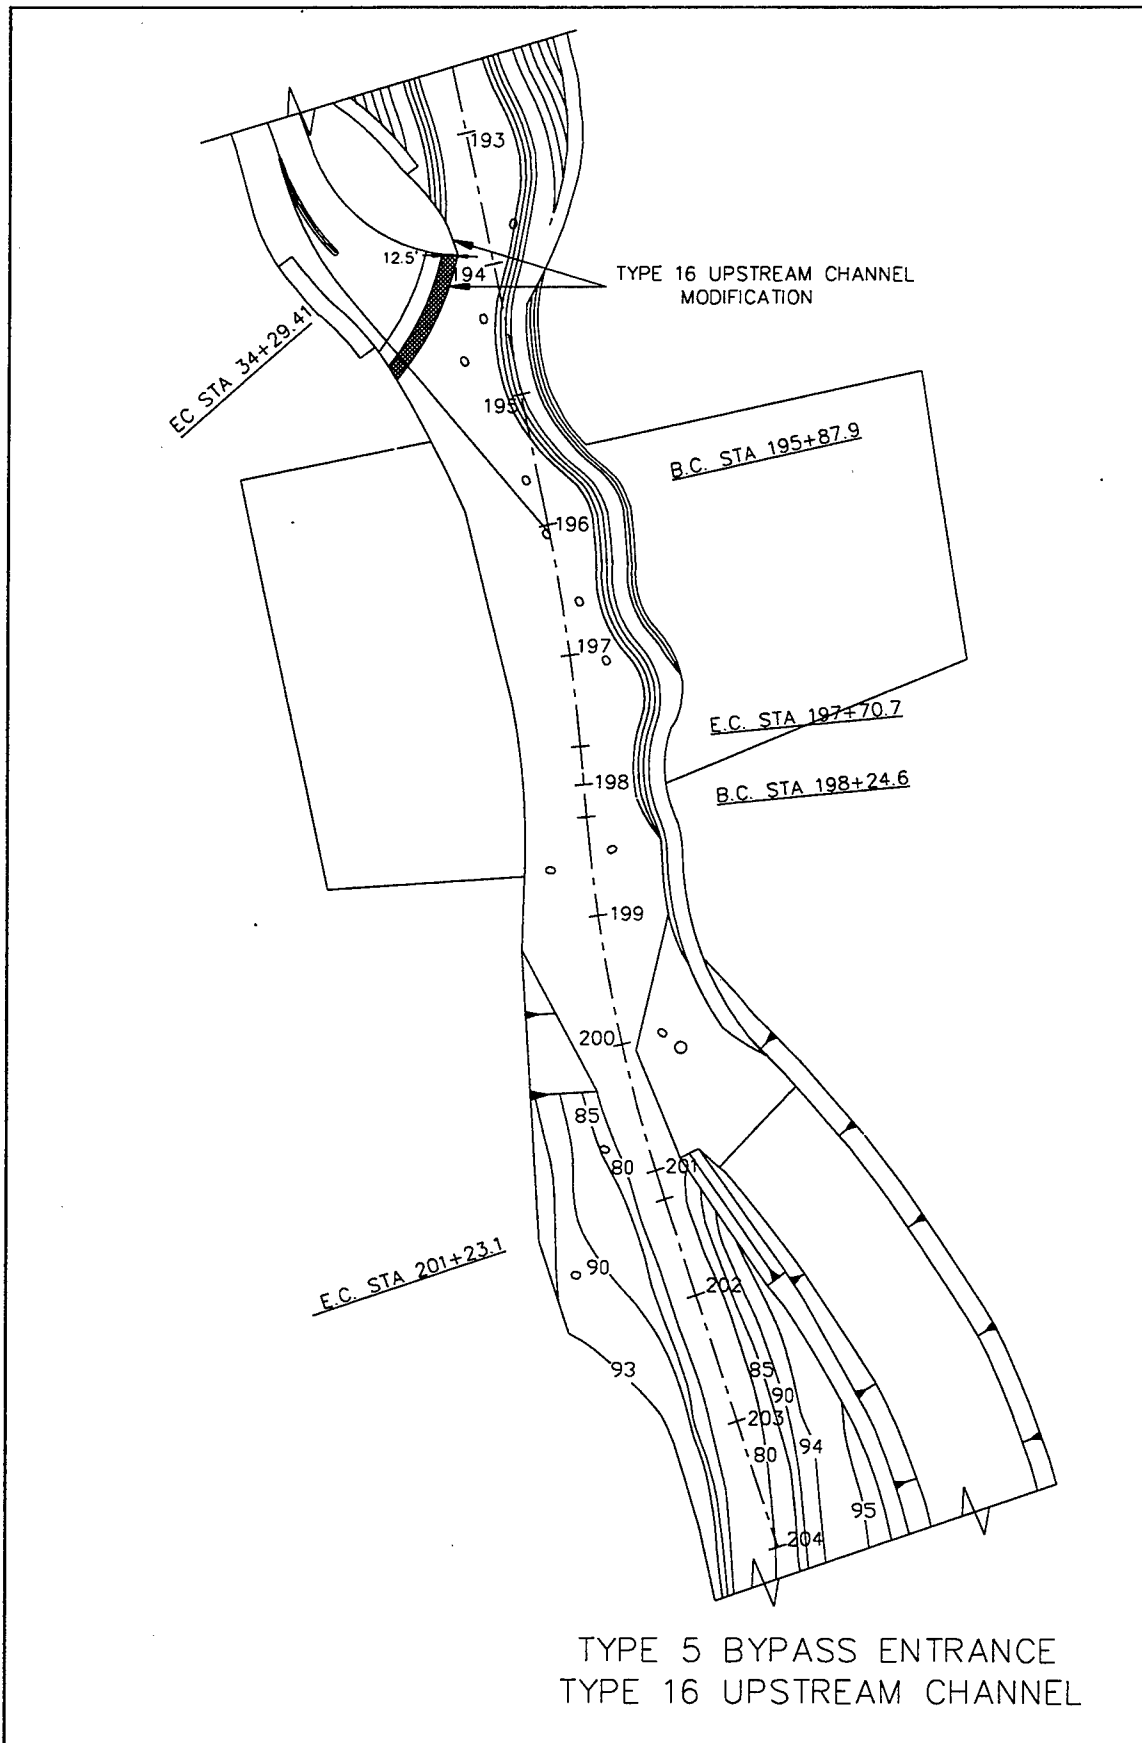 193
12.5'
194
TYPE 16 UPSTREAM CHANNEL
MODIFICATION
EC STA 34+29.41
195
B.C. STA 195+87.9
196
197
E.C. STA 197+70.7
198
B.C. STA 198+24.6
199
200
85
80
201
E.C. STA 201+23.1
90
202
93
85
90
203
94
80
95
204
TYPE 5 BYPASS ENTRANCE
TYPE 16 UPSTREAM CHANNEL